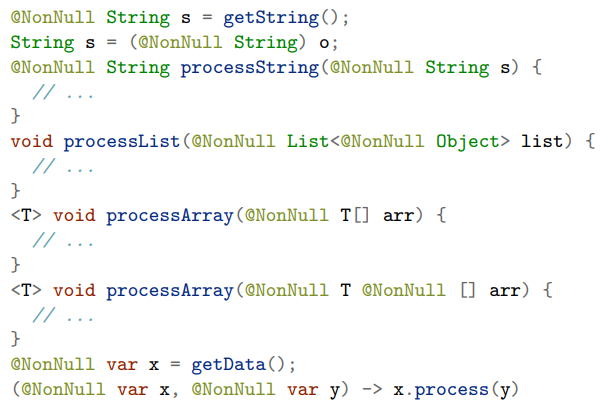 @NonNull String s = getString();
String s = (@NonNull String) o;
@NonNull String processString(@NonNull String s) {
  // ...
}
void processList(@NonNull List<@NonNull Object> list) {
  // ...
}
<T> void processArray(@NonNull T[] arr) {
  // ...
}
<T> void processArray(@NonNull T @NonNull [] arr) {
  // ...
}
@NonNull var x = getData();
(@NonNull var x, @NonNull var y) -> x.process(y)